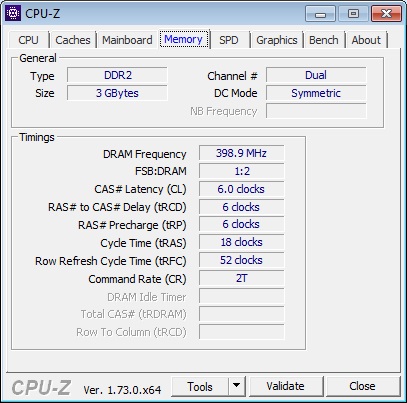 CPU-Z
CPU Caches Mainboard Memory SPD Graphics Bench About
General
Type DDR2 Channel # Dual
Size 3 GBytes DC Mode Symmetric
NB Frequency
Timings
DRAM Frequency 398.9 MHz
FSB:DRAM 1:2
CAS# Latency (CL) 6.0 clocks
RAS# to CAS# Delay (tRCD) 6 clocks
RAS# Precharge (tRP) 6 clocks
Cycle Time (tRAS) 18 clocks
Row Refresh Cycle Time (tRFC) 52 clocks
Command Rate (CR) 2T
DRAM Idle Timer
Total CAS# (tRDRAM)
Row To Column (tRCD)
CPU-Z Ver. 1.73.0.x64 Tools Validate Close